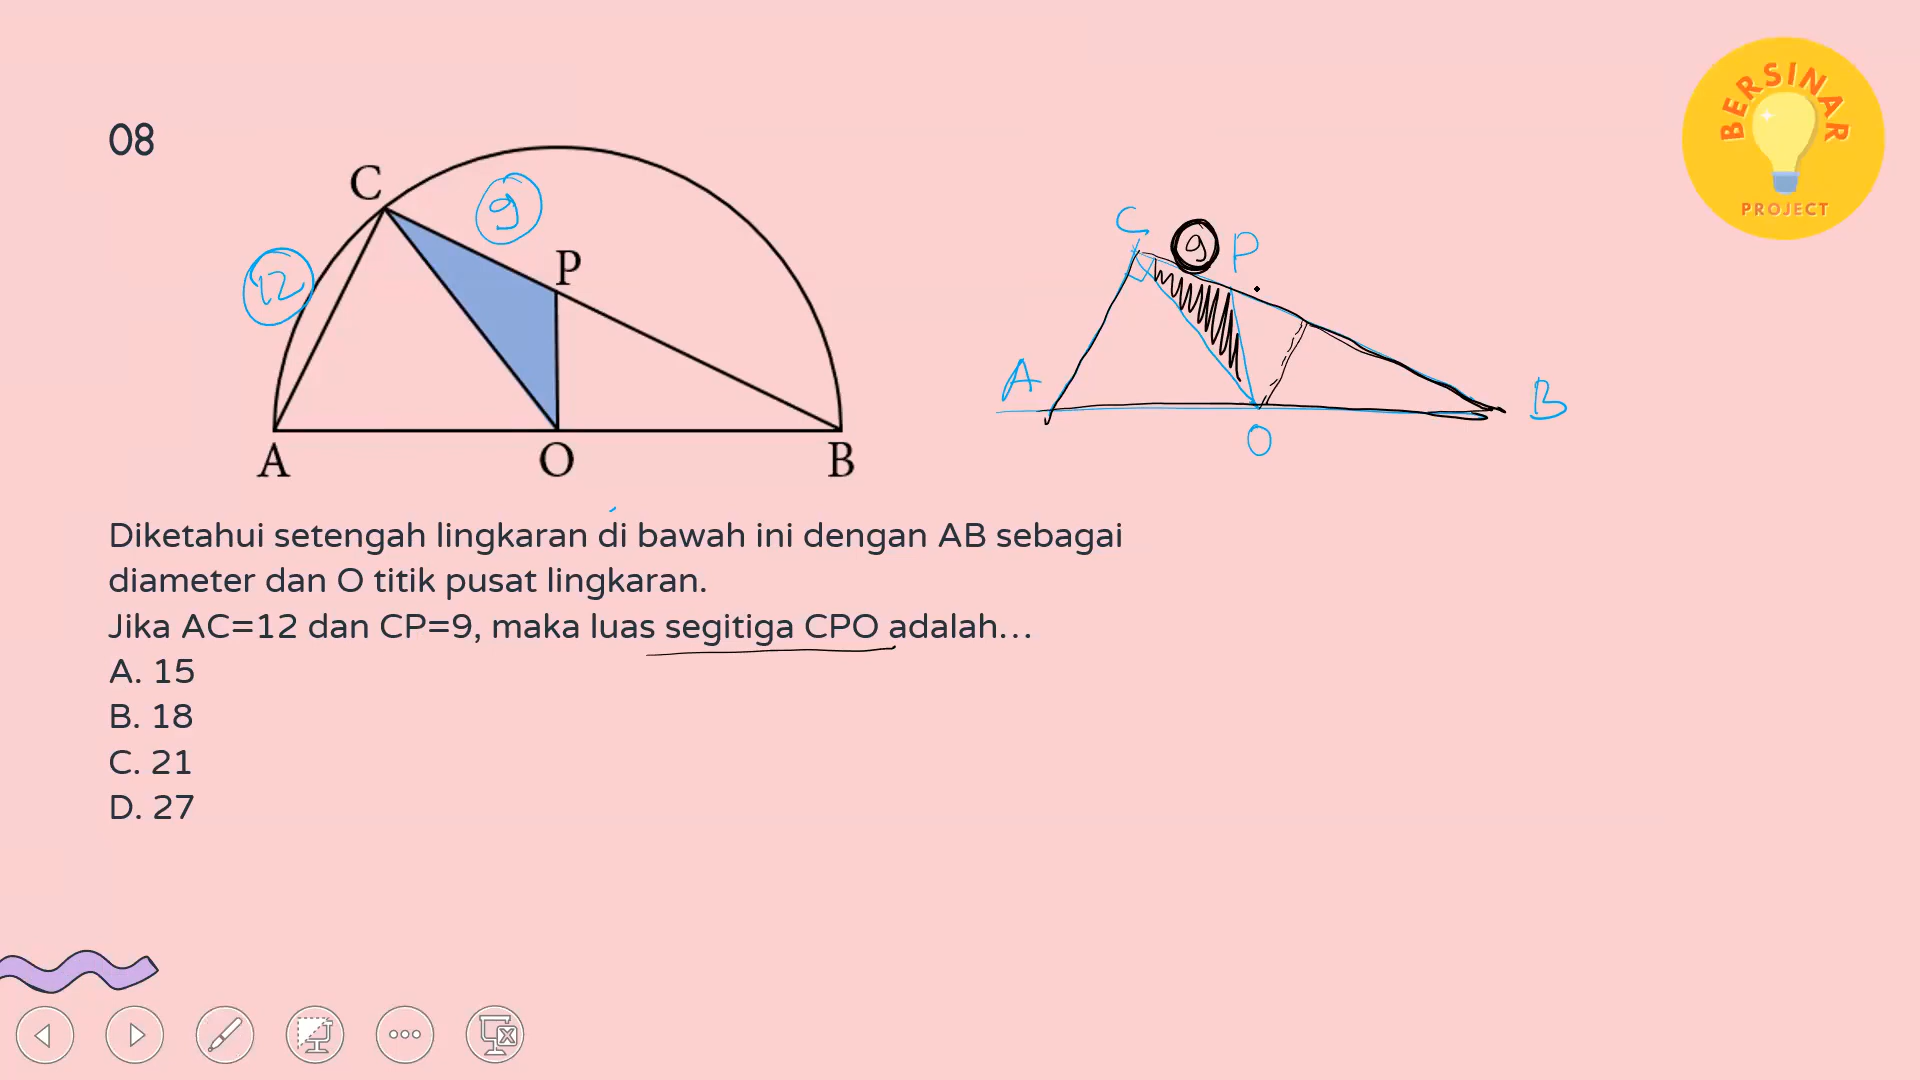 BERSINAR
PROJECT
08
C
9
P
12
A
O
B
C
9
P
A
B
O
Diketahui setengah lingkaran di bawah ini dengan AB sebagai
diameter dan O titik pusat lingkaran.
Jika AC=12 dan CP=9, maka luas segitiga CPO adalah...
A. 15
B. 18
C. 21
D. 27